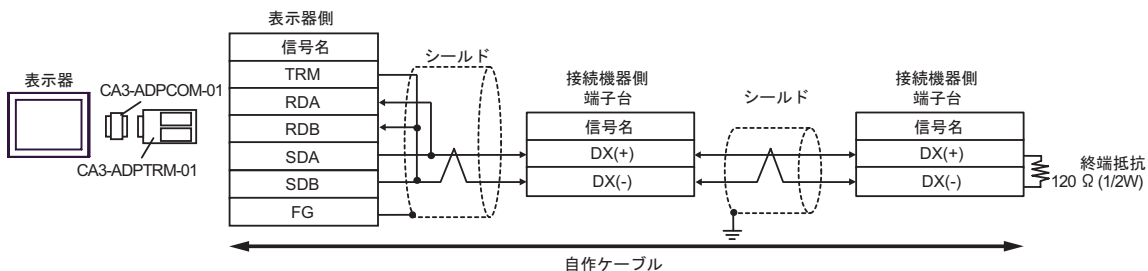 表示器側
信号名
TRM
RDA
RDB
SDA
SDB
FG
表示器
CA3-ADPCOM-01
CA3-ADPTRM-01
シールド
接続機器側
端子台
信号名
DX(+)
DX(-)
シールド
接続機器側
端子台
信号名
DX(+)
DX(-)
終端抵抗
120 Ω (1/2W)
自作ケーブル